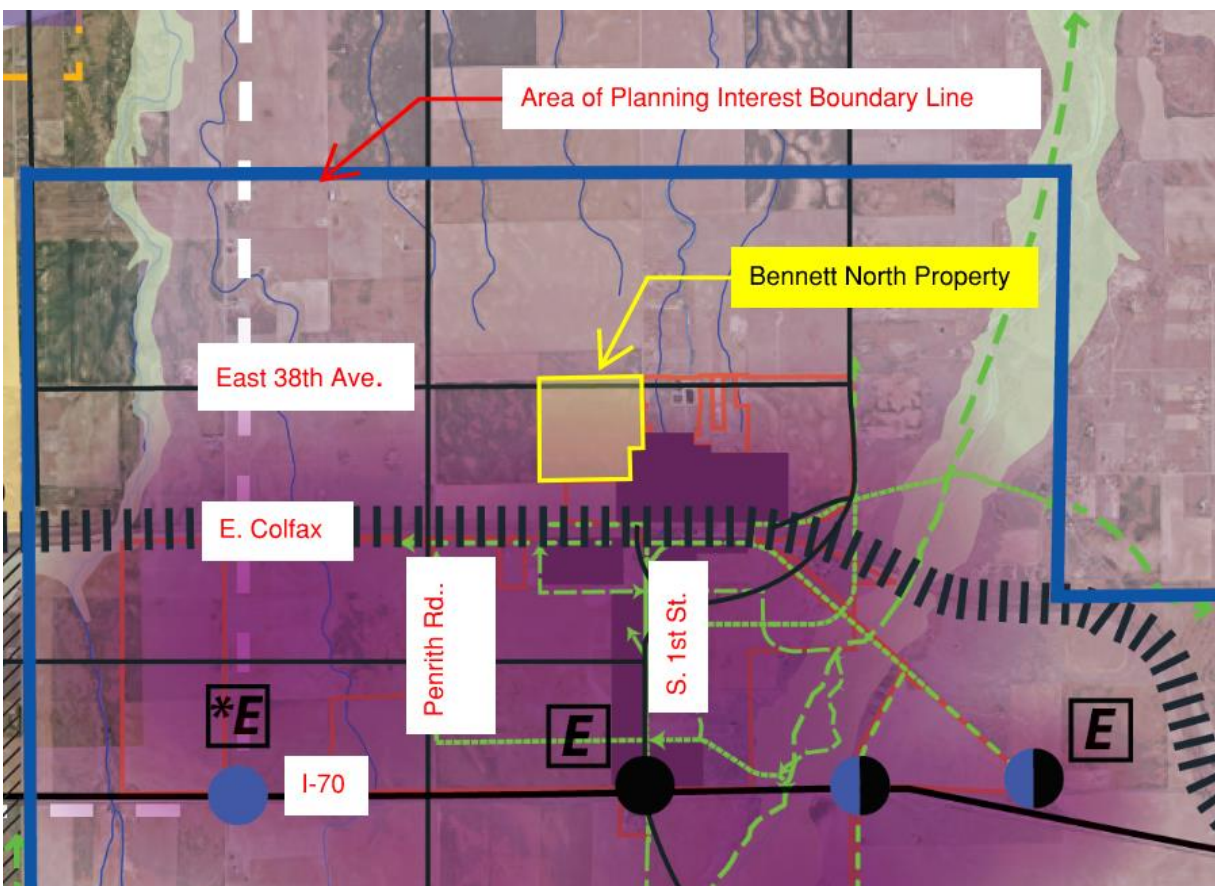 Area of Planning Interest Boundary Line
Bennett North Property
East 38th Ave.
E. Colfax
Penrith Rd..
S. 1st St.
*E
E
E
I-70